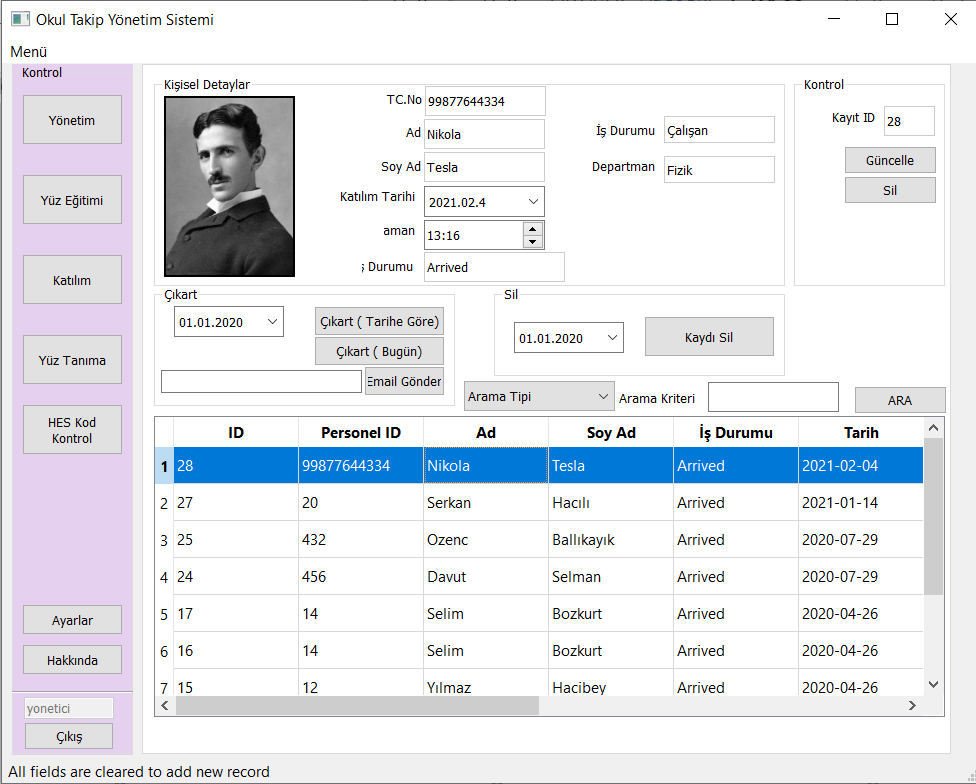 Okul Takip Yönetim Sistemi
Menü
Kontrol
Yönetim
Yüz Eğitimi
Katılım
Yüz Tanıma
HES Kod
Kontrol
Ayarlar
Hakkında
yonetici
Çıkış
Kişisel Detaylar
TC.No 99877644334
Ad Nikola
Soy Ad Tesla
Katılım Tarihi 2021.02.4
aman 13:16
ş Durumu Arrived
İş Durumu Çalışan
Departman Fizik
Kontrol
Kayıt ID 28
Güncelle
Sil
Çıkart
01.01.2020
Çıkart ( Tarihe Göre)
Çıkart ( Bugün)
Email Gönder
Sil
01.01.2020
Kaydı Sil
Arama Tipi Arama Kriteri ARA
ID Personel ID Ad Soy Ad İş Durumu Tarih
1 28 99877644334 Nikola Tesla Arrived 2021-02-04
2 27 20 Serkan Hacılı Arrived 2021-01-14
3 25 432 Ozenc Ballıkayık Arrived 2020-07-29
4 24 456 Davut Selman Arrived 2020-07-29
5 17 14 Selim Bozkurt Arrived 2020-04-26
6 16 14 Selim Bozkurt Arrived 2020-04-26
7 15 12 Yılmaz Hacibey Arrived 2020-04-26
All fields are cleared to add new record